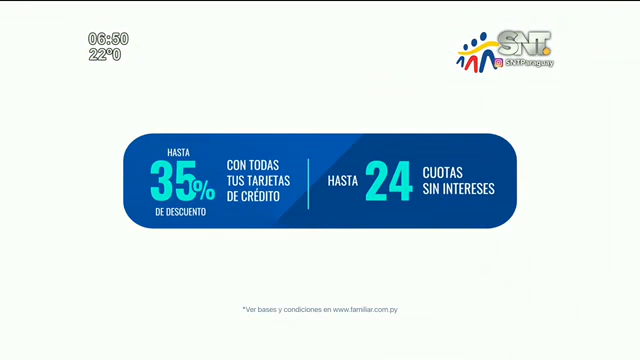 06:50
22°0
SNT
SNTParaguay
HASTA
35%
DE DESCUENTO
CON TODAS
TUS TARJETAS
DE CRÉDITO
HASTA
24
CUOTAS
SIN INTERESES
*Ver bases y condiciones en www.familiar.com.py